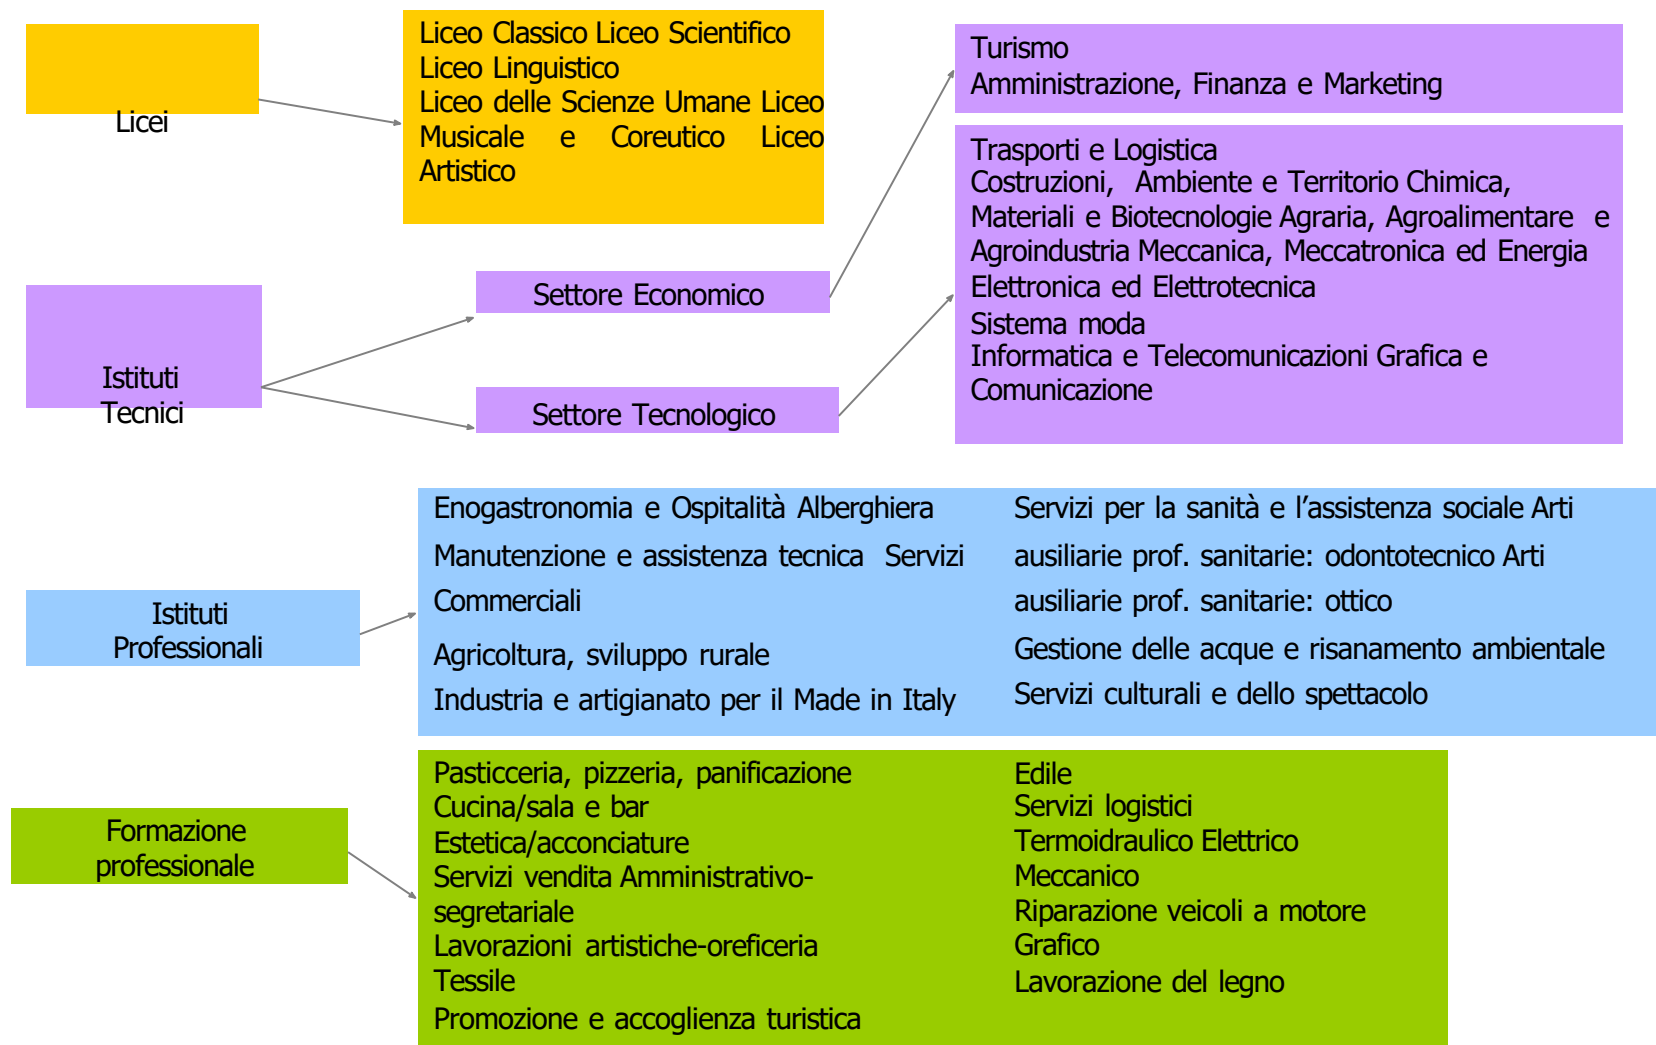 Licei
Liceo Classico Liceo Scientifico
Liceo Linguistico
Liceo delle Scienze Umane Liceo
Musicale e Coreutico Liceo
Artistico
Istituti
Tecnici
Settore Economico
Settore Tecnologico
Turismo
Amministrazione, Finanza e Marketing
Trasporti e Logistica
Costruzioni, Ambiente e Territorio Chimica,
Materiali e Biotecnologie Agraria, Agroalimentare e
Agroindustria Meccanica, Meccatronica ed Energia
Elettronica ed Elettrotecnica
Sistema moda
Informatica e Telecomunicazioni Grafica e
Comunicazione
Istituti
Professionali
Enogastronomia e Ospitalità Alberghiera
Manutenzione e assistenza tecnica Servizi
Commerciali
Agricoltura, sviluppo rurale
Industria e artigianato per il Made in Italy
Servizi per la sanità e l’assistenza sociale Arti
ausiliarie prof. sanitarie: odontotecnico Arti
ausiliarie prof. sanitarie: ottico
Gestione delle acque e risanamento ambientale
Servizi culturali e dello spettacolo
Formazione
professionale
Pasticceria, pizzeria, panificazione
Cucina/sala e bar
Estetica/acconciature
Servizi vendita Amministrativo-
segretariale
Lavorazioni artistiche-oreficeria
Tessile
Promozione e accoglienza turistica
Edile
Servizi logistici
Termoidraulico Elettrico
Meccanico
Riparazione veicoli a motore
Grafico
Lavorazione del legno